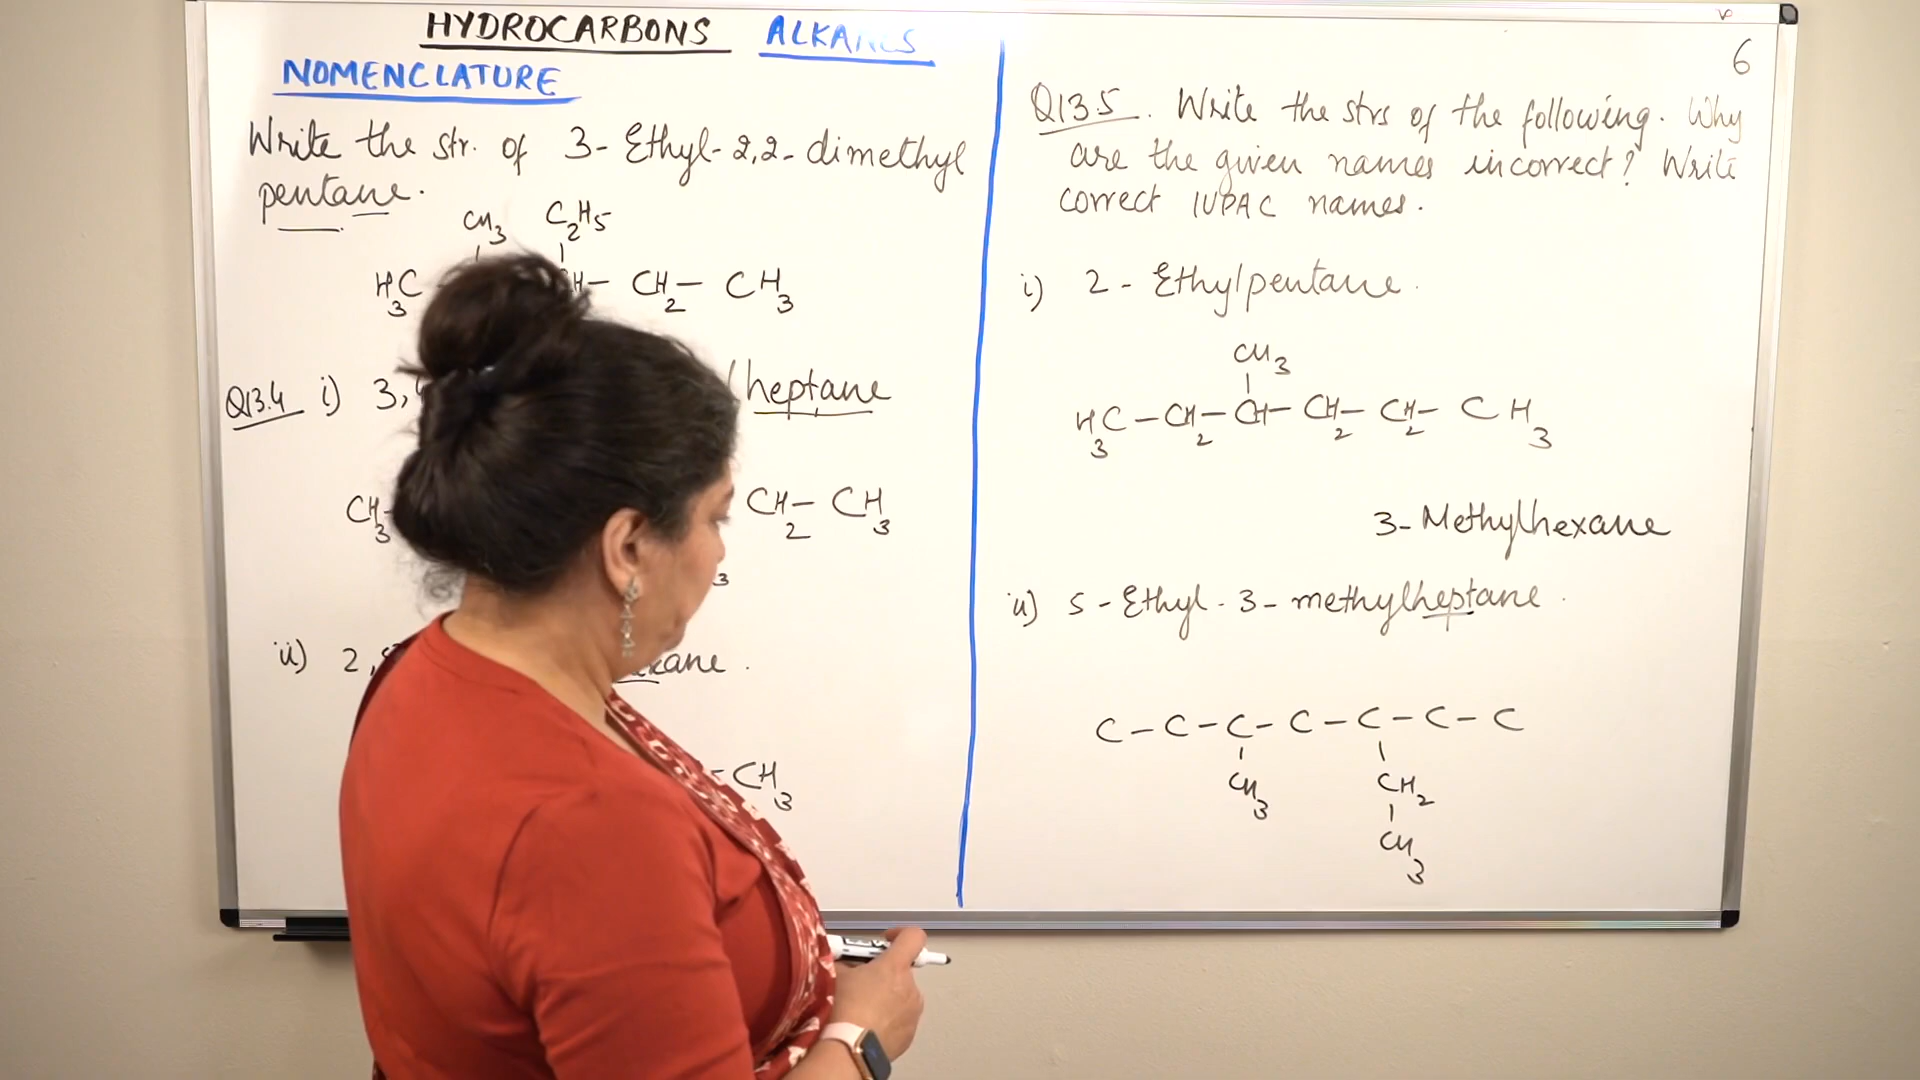 HYDROCARBONS ALKANES
NOMENCLATURE
Write the str. of 3-Ethyl-2,2-dimethyl
pentane.
CH3 C2H5
H3C CH- CH2- CH3
Q13.4 i) 3, heptane
CH3- CH2- CH3
3
ii) 2, xane.
-CH3
6
Q13.5. Write the strs of the following. Why
are the given names incorrect? Write
correct IUPAC names.
i) 2-Ethylpentane.
CH3
H3C-CH2-CH-CH2-CH2-CH3
3-Methylhexane
ii) 5-Ethyl-3-methylheptane.
C-C-C-C-C-C-C
CH3 CH2
CH3